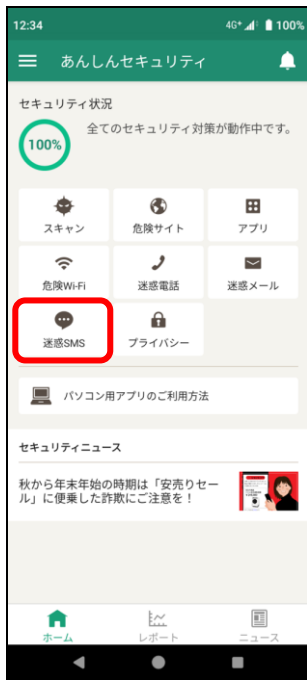 12:34 4G+ 100%
あんしんセキュリティ
セキュリティ状況
100%
全てのセキュリティ対策が動作中です。
スキャン 危険サイト アプリ
危険Wi-Fi 迷惑電話 迷惑メール
迷惑SMS プライバシー
パソコン用アプリのご利用方法
セキュリティニュース
秋から年末年始の時期は「安売りセー
ル」に便乗した詐欺にご注意を！
ホーム レポート ニュース